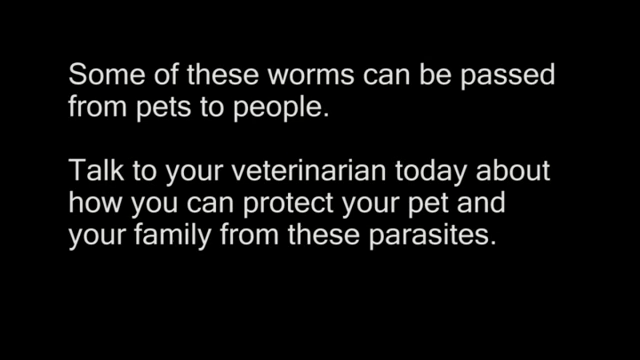 Some of these worms can be passed
from pets to people.
Talk to your veterinarian today about
how you can protect your pet and
your family from these parasites.